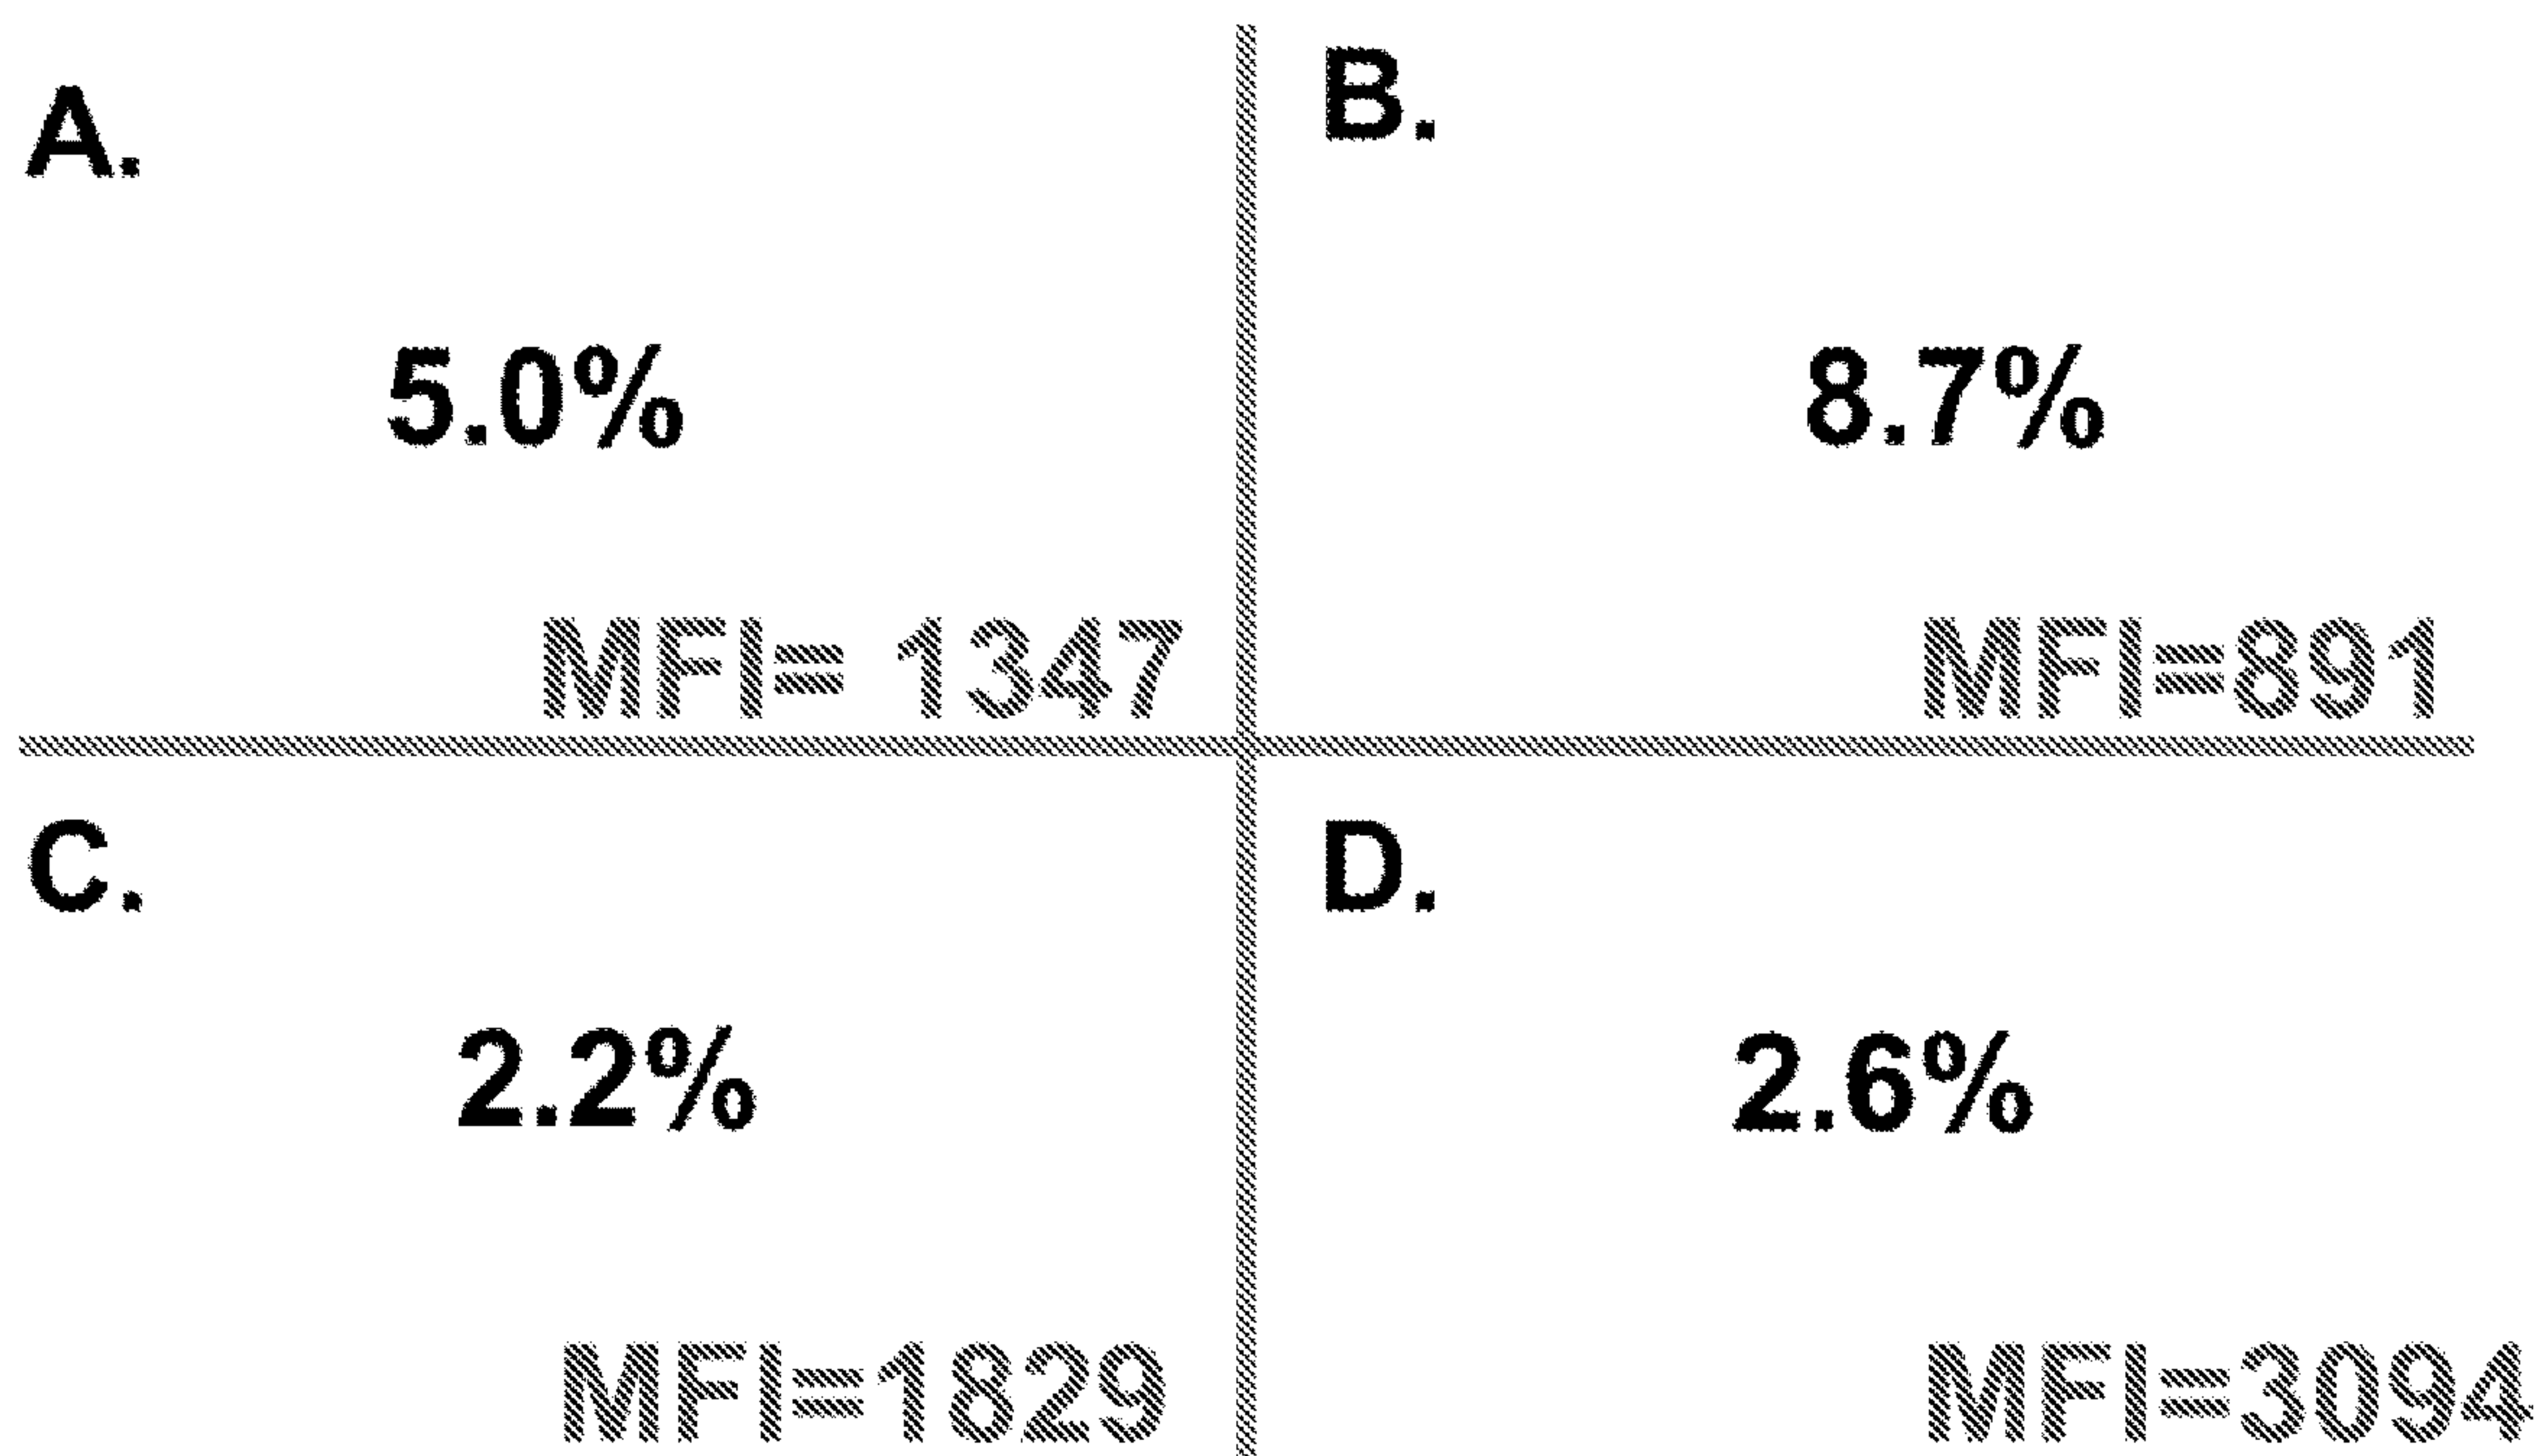 A.
5.0%
MFI= 1347
B.
8.7%
MFI=891
C.
2.2%
MFI=1829
D.
2.6%
MFI=3094